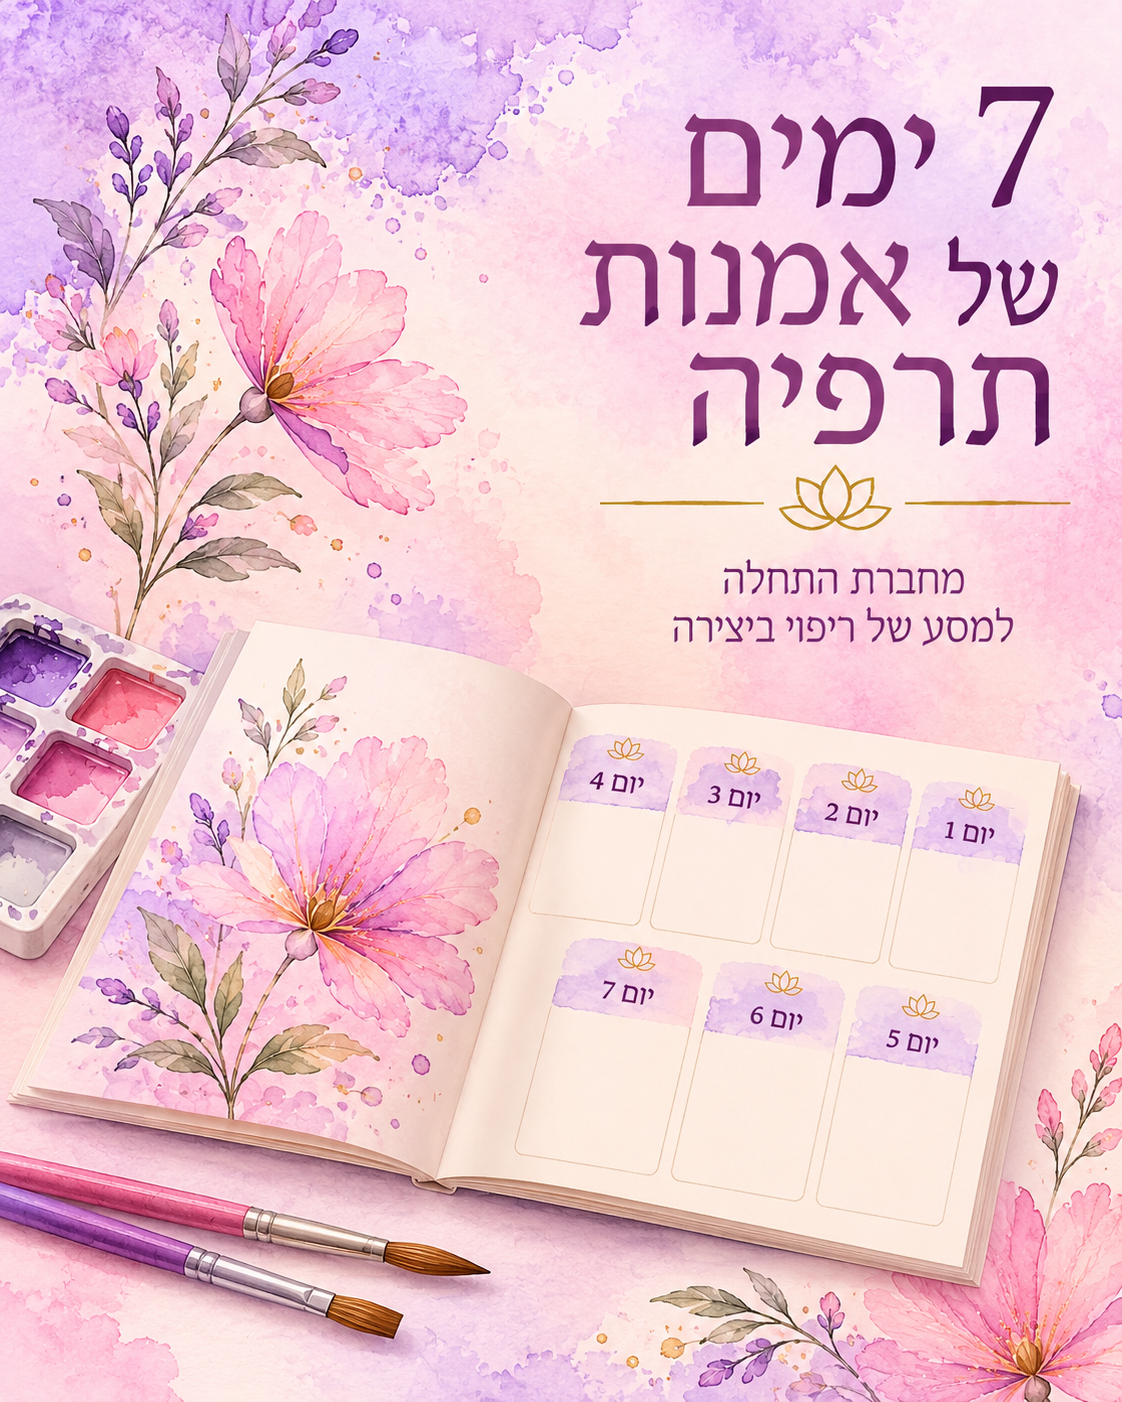 7 ימים
של אמנות
תרפיה
מחברת התחלה
למסע של ריפוי ביצירה
יום 1
יום 2
יום 3
יום 4
יום 5
יום 6
יום 7